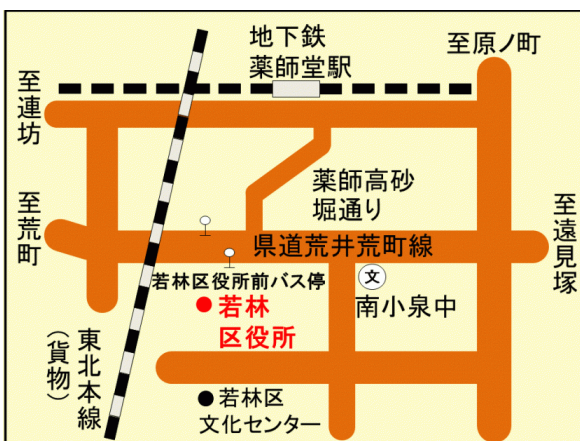 地下鉄
薬師堂駅
至原ノ町
至連坊
薬師高砂
堀通り
至荒町
至遠見塚
県道荒井荒町線
若林区役所前バス停
文
南小泉中
若林
区役所
東北本線
（貨物）
若林区
文化センター